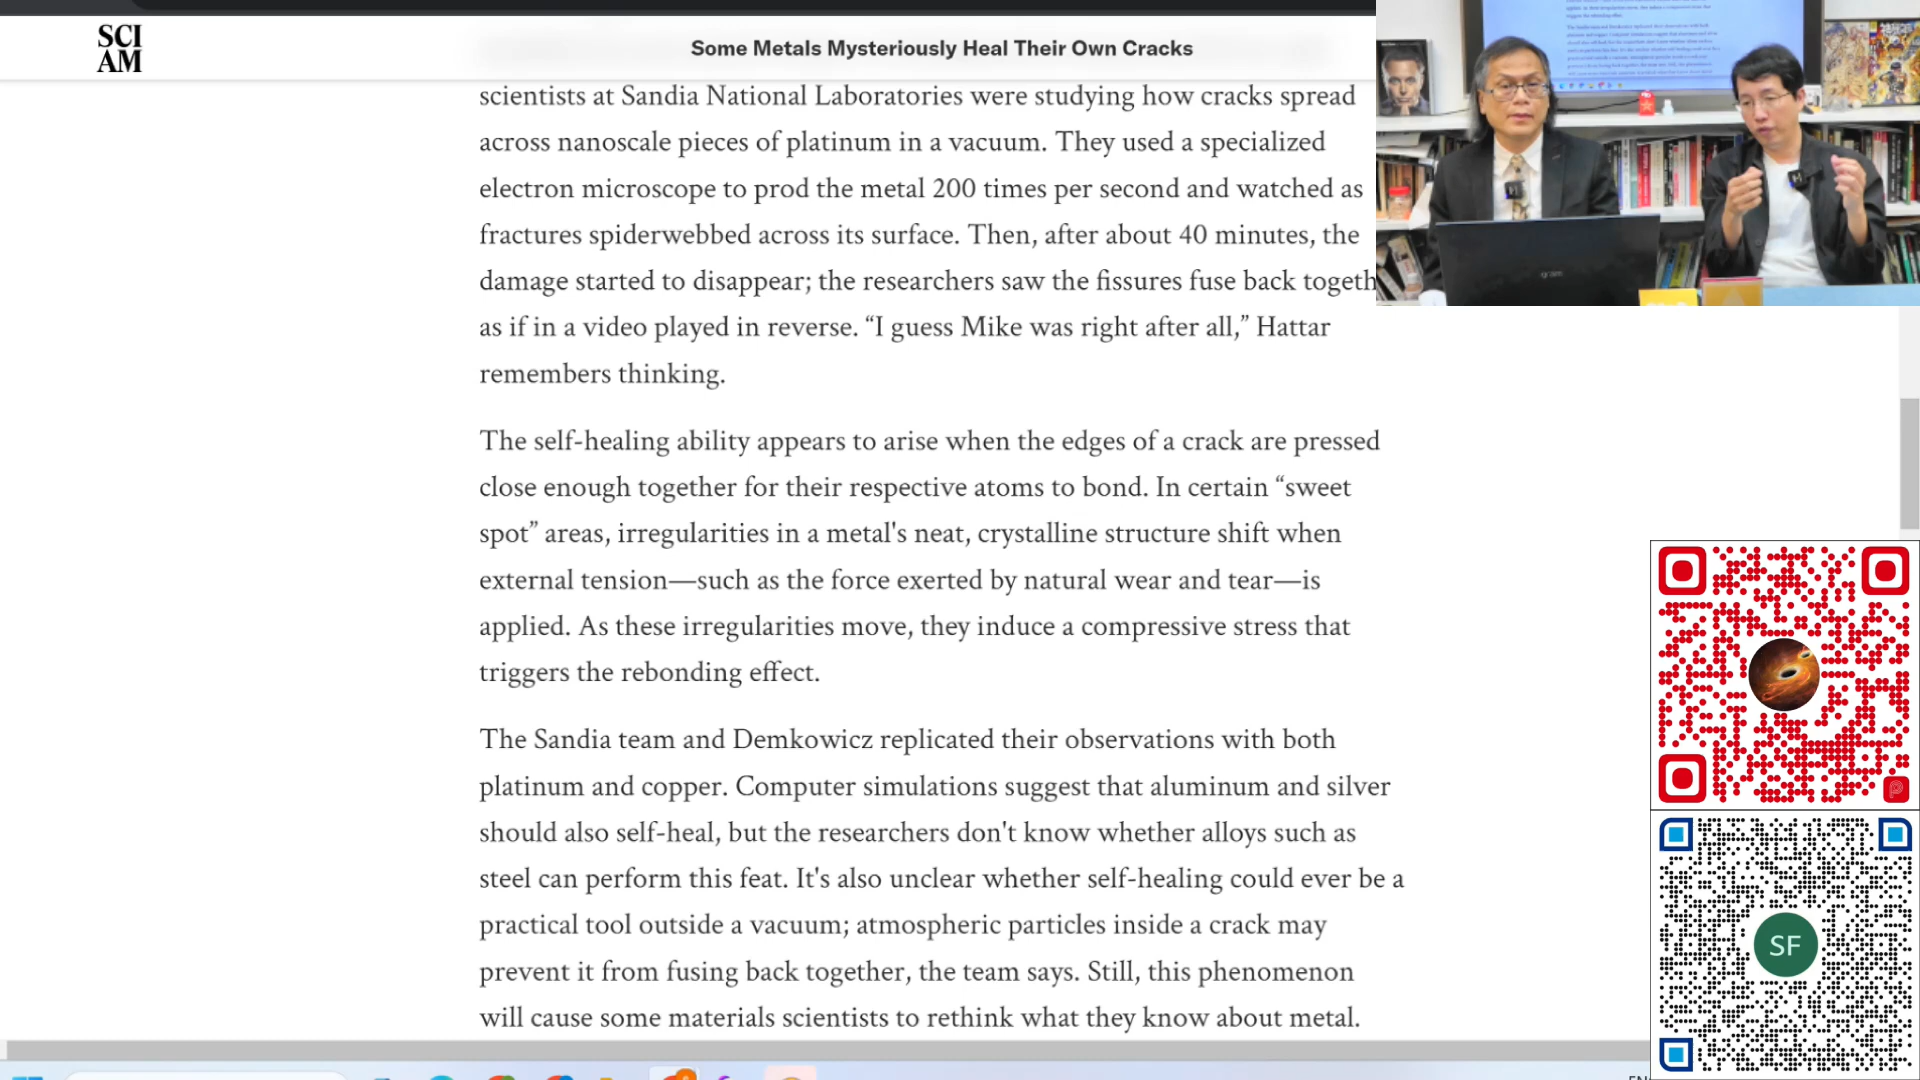 SCI
AM
Some Metals Mysteriously Heal Their Own Cracks
scientists at Sandia National Laboratories were studying how cracks spread
across nanoscale pieces of platinum in a vacuum. They used a specialized
electron microscope to prod the metal 200 times per second and watched as
fractures spiderwebbed across its surface. Then, after about 40 minutes, the
damage started to disappear; the researchers saw the fissures fuse back togeth
as if in a video played in reverse. “I guess Mike was right after all,” Hattar
remembers thinking.
The self-healing ability appears to arise when the edges of a crack are pressed
close enough together for their respective atoms to bond. In certain “sweet
spot” areas, irregularities in a metal's neat, crystalline structure shift when
external tension—such as the force exerted by natural wear and tear—is
applied. As these irregularities move, they induce a compressive stress that
triggers the rebonding effect.
The Sandia team and Demkowicz replicated their observations with both
platinum and copper. Computer simulations suggest that aluminum and silver
should also self-heal, but the researchers don't know whether alloys such as
steel can perform this feat. It's also unclear whether self-healing could ever be a
practical tool outside a vacuum; atmospheric particles inside a crack may
prevent it from fusing back together, the team says. Still, this phenomenon
will cause some materials scientists to rethink what they know about metal.
gram
SF